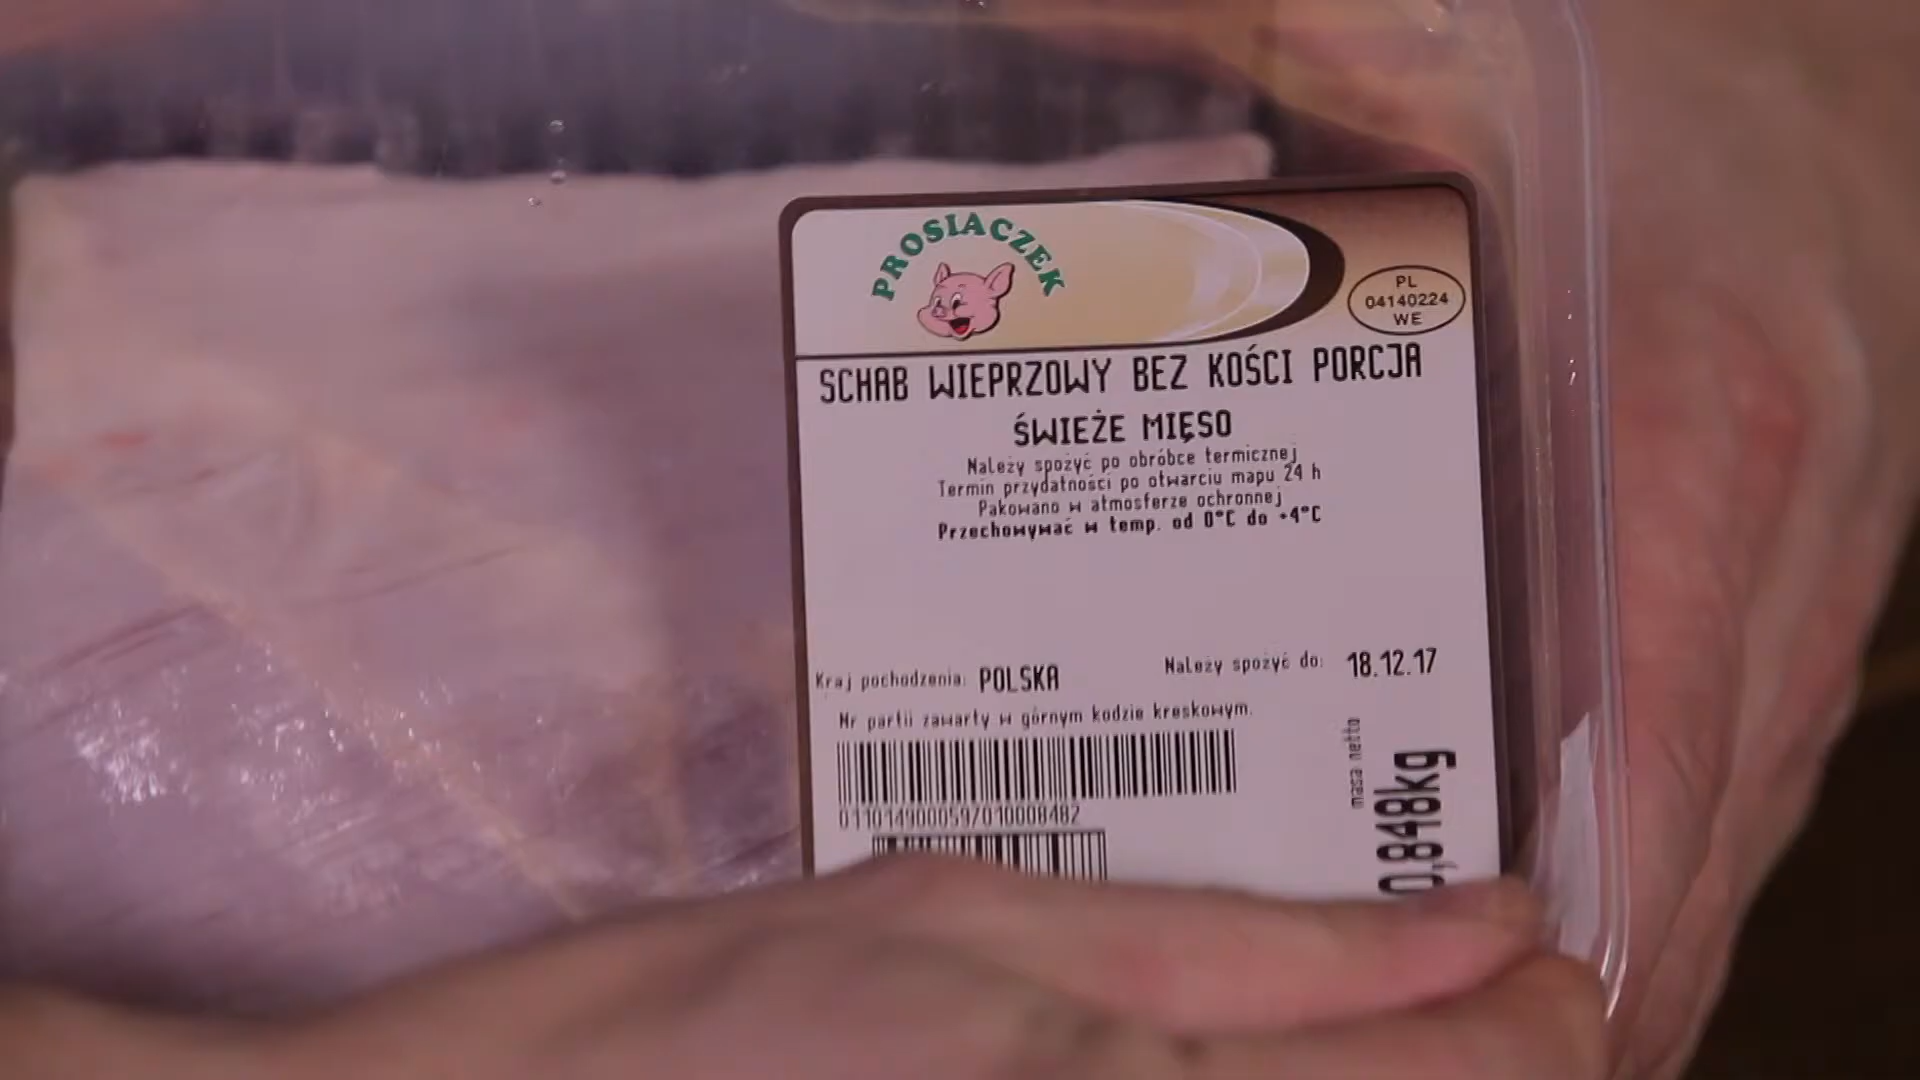 PROSIACZEK
PL
04140224
WE
SCHAB WIEPRZOWY BEZ KOŚCI PORCJA
ŚWIEŻE MIĘSO
Należy spożyć po obróbce termicznej
Termin przydatności po otwarciu mapu 24 h
Pakowano w atmosferze ochronnej
Przechowywać w temp. od 0°C do +4°C
Kraj pochodzenia: POLSKA
Należy spożyć do: 18.12.17
Nr partii zawarty w górnym kodzie kreskowym.
masa netto
0,848kg